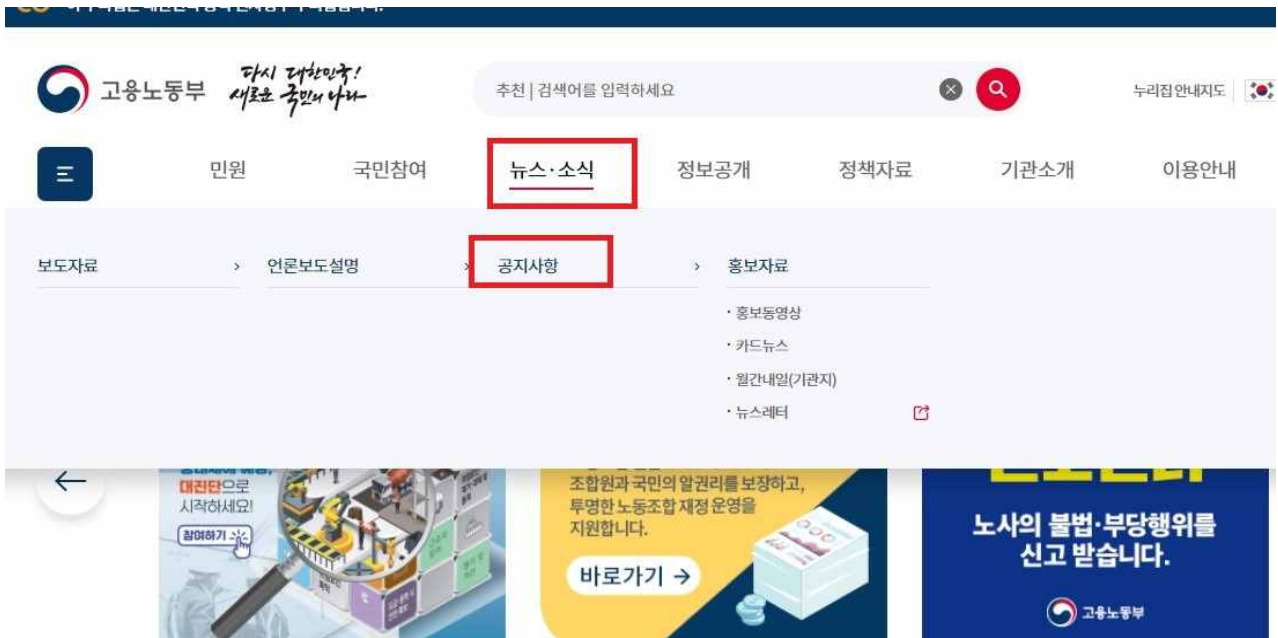 고용노동부
다시 대한민국!
새로운 국민의 나라
추천 | 검색어를 입력하세요
누리집 안내지도
민원
국민참여
뉴스·소식
정보공개
정책자료
기관소개
이용안내
보도자료
언론보도설명
공지사항
홍보자료
· 홍보동영상
· 카드뉴스
· 월간내일(기관지)
· 뉴스레터
대진단으로
시작하세요!
참여하기
조합원과 국민의 알권리를 보장하고,
투명한 노동조합 재정 운영을
지원합니다.
바로가기 →
노사의 불법·부당행위를
신고 받습니다.
고용노동부